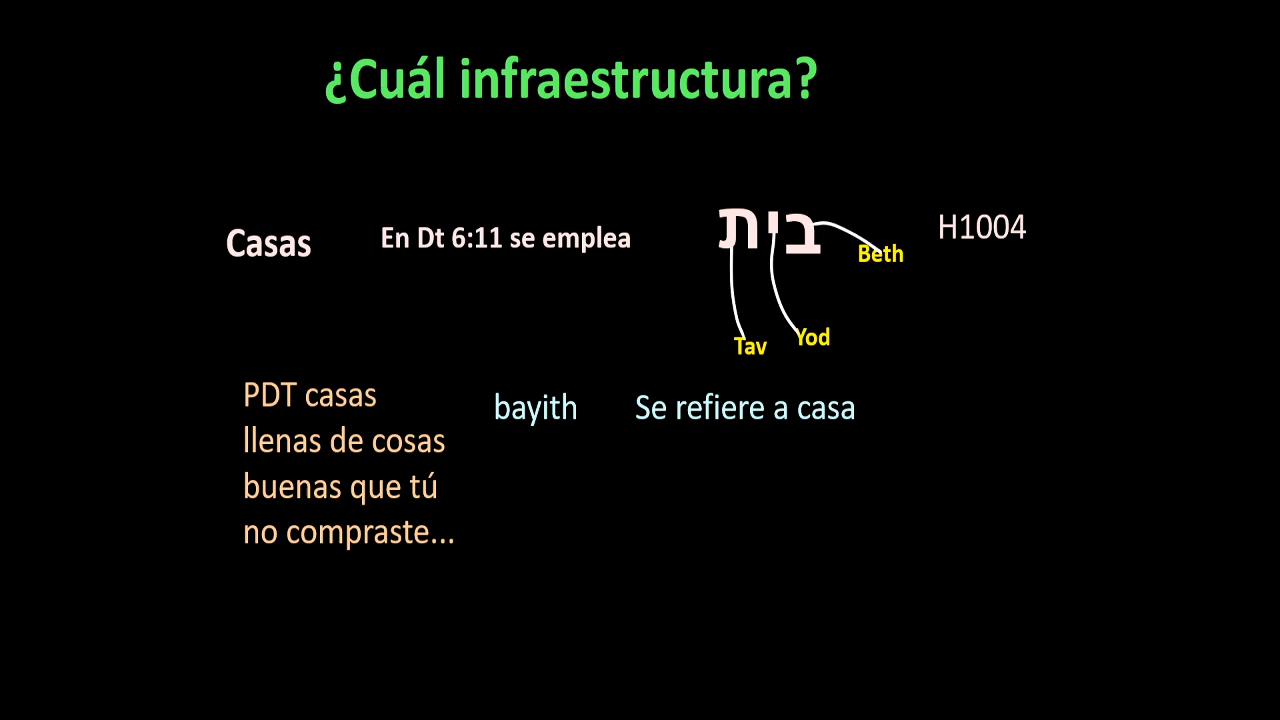 ¿Cuál infraestructura?
Casas
En Dt 6:11 se emplea
בית
H1004
Beth
Yod
Tav
PDT casas
llenas de cosas
buenas que tú
no compraste...
bayith
Se refiere a casa